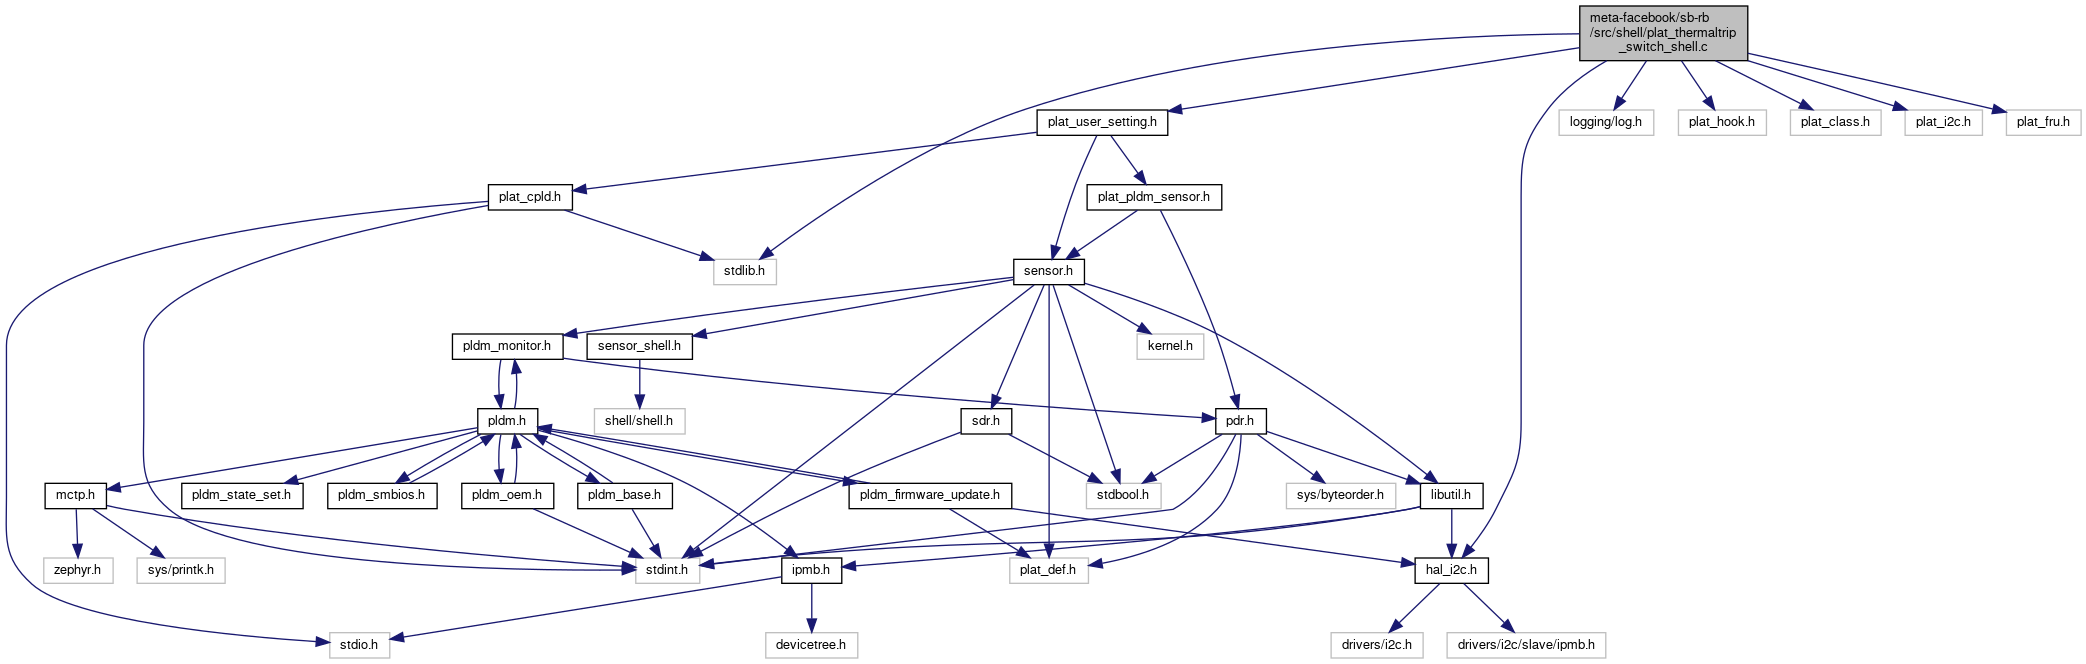 meta-facebook/sb-rb
/src/shell/plat_thermaltrip
_switch_shell.c
plat_user_setting.h
logging/log.h
plat_hook.h
plat_class.h
plat_i2c.h
plat_fru.h
plat_cpld.h
plat_pldm_sensor.h
stdlib.h
sensor.h
pldm_monitor.h
sensor_shell.h
kernel.h
pldm.h
shell/shell.h
sdr.h
pdr.h
mctp.h
pldm_state_set.h
pldm_smbios.h
pldm_oem.h
pldm_base.h
pldm_firmware_update.h
stdbool.h
sys/byteorder.h
libutil.h
zephyr.h
sys/printk.h
stdint.h
ipmb.h
plat_def.h
hal_i2c.h
stdio.h
devicetree.h
drivers/i2c.h
drivers/i2c/slave/ipmb.h